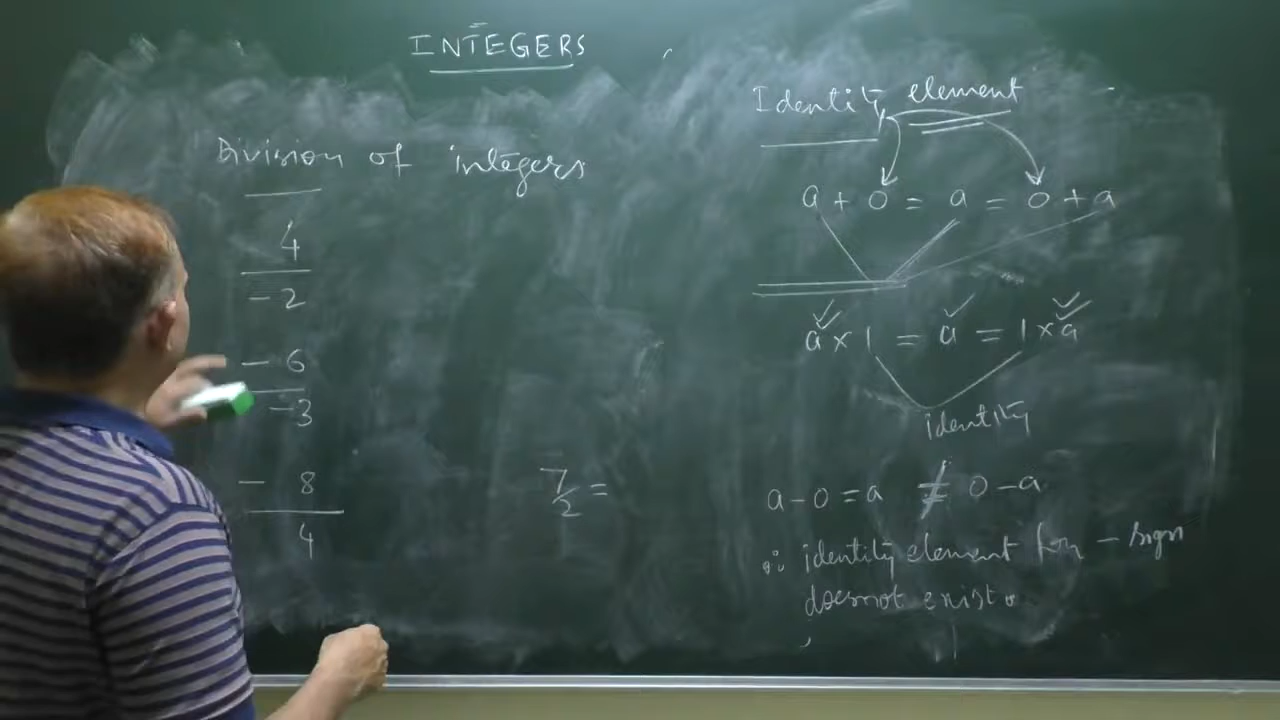 INTEGERS
Division of integers
4
-2
- 6
-3
- 8
4
7/2 =
Identity element
a + 0 = a = 0 + a
a × 1 = a = 1 × a
identity
a - 0 = a ≠ 0 - a
∴ identity element for - sign
doesnot exist.